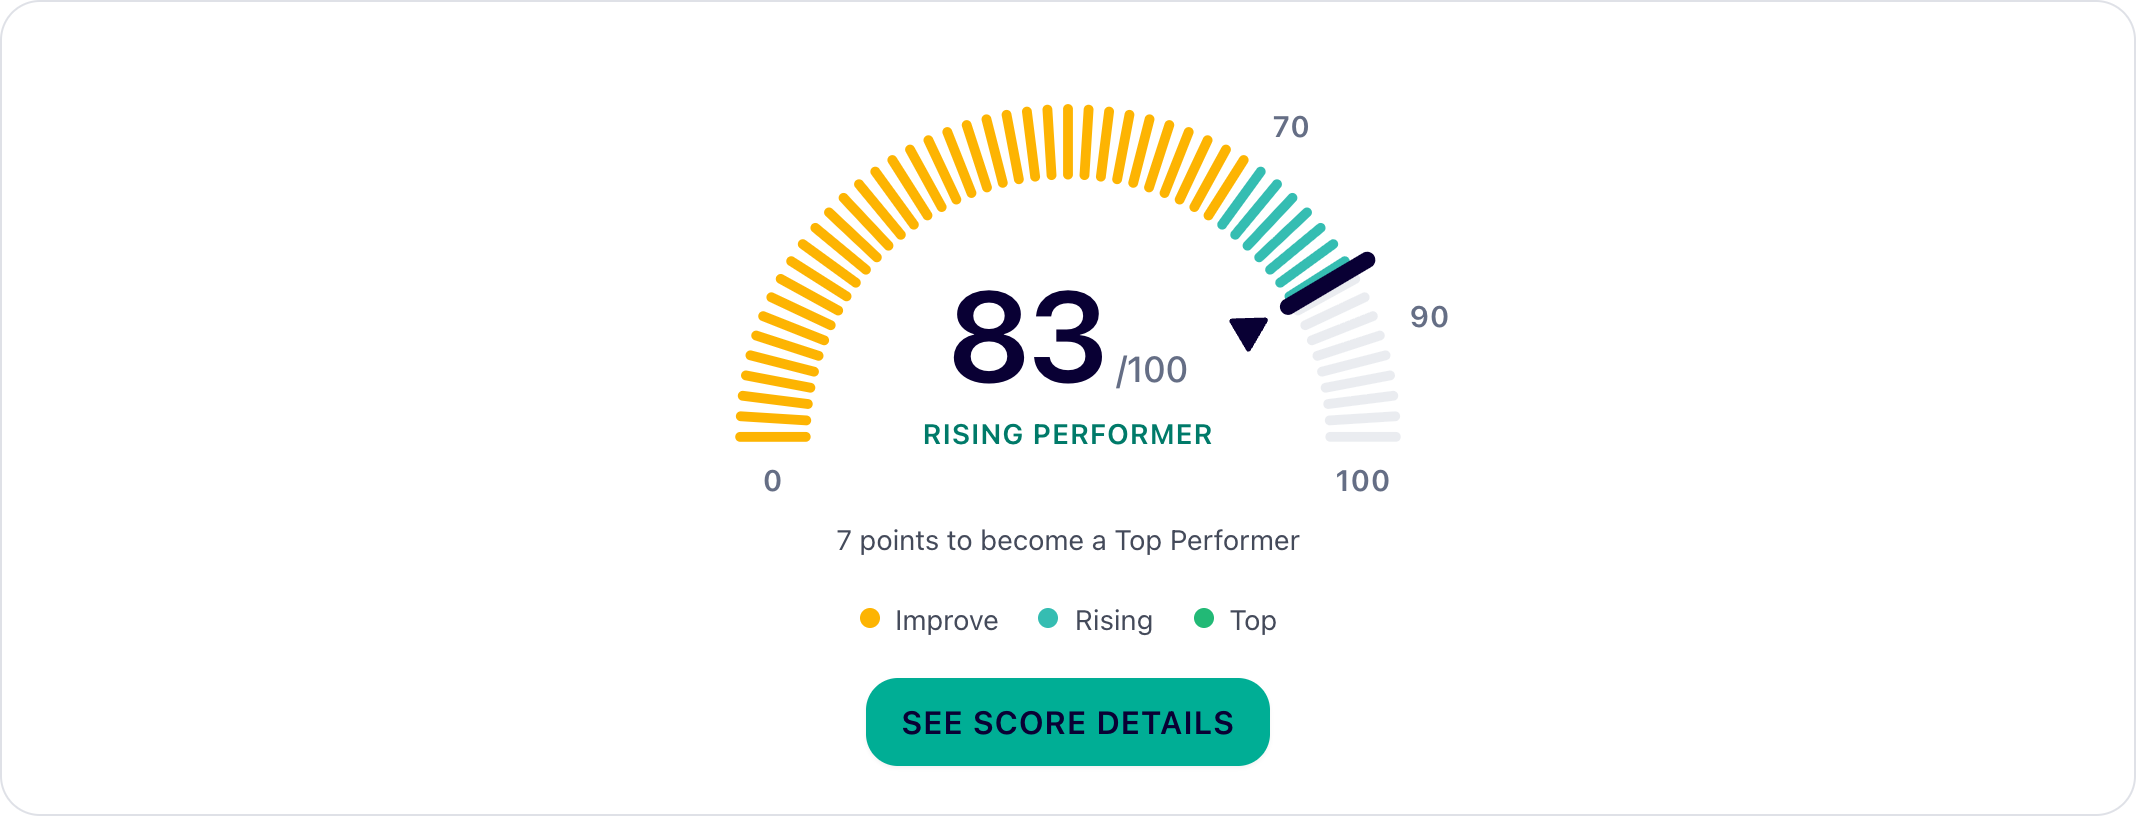 70
90
83 /100
RISING PERFORMER
0
100
7 points to become a Top Performer
Improve
Rising
Top
SEE SCORE DETAILS